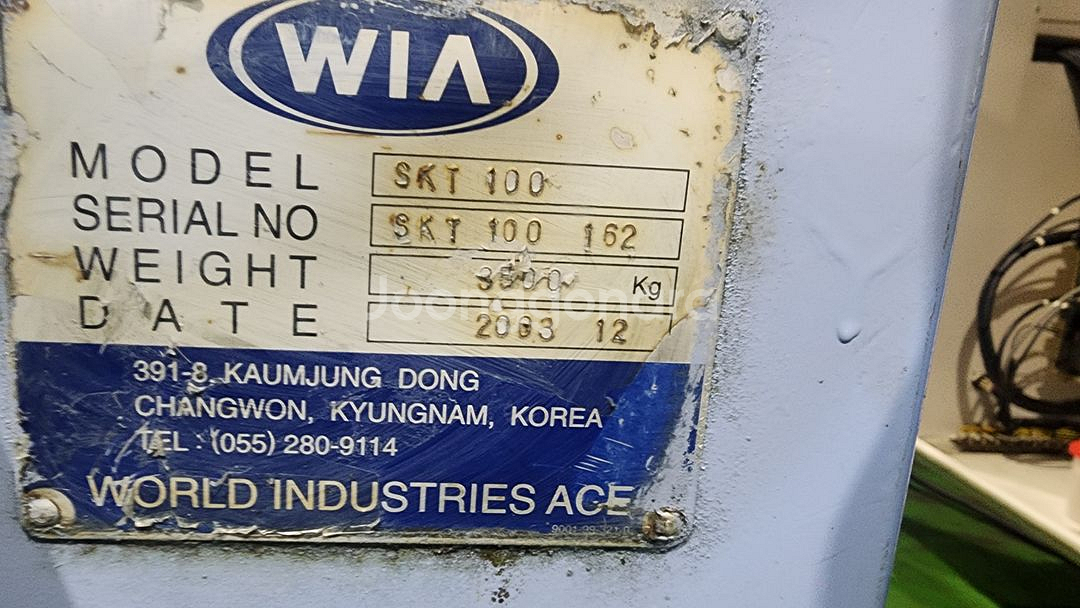 WIA
MODEL SKT 100
SERIAL NO SKT 100 162
WEIGHT 3500 Kg
DATE 2003 12
391-8, KAUMJUNG DONG
CHANGWON, KYUNGNAM, KOREA
TEL : (055) 280-9114
WORLD INDUSTRIES ACE